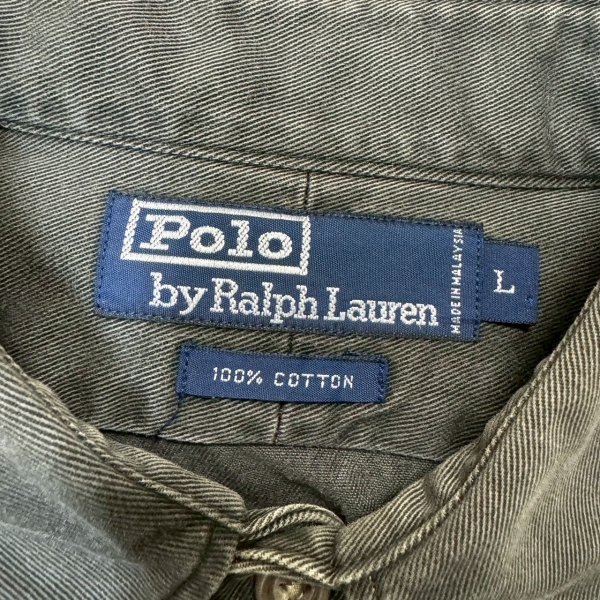 Polo
by Ralph Lauren
MADE IN MALAYSIA
L
100% COTTON